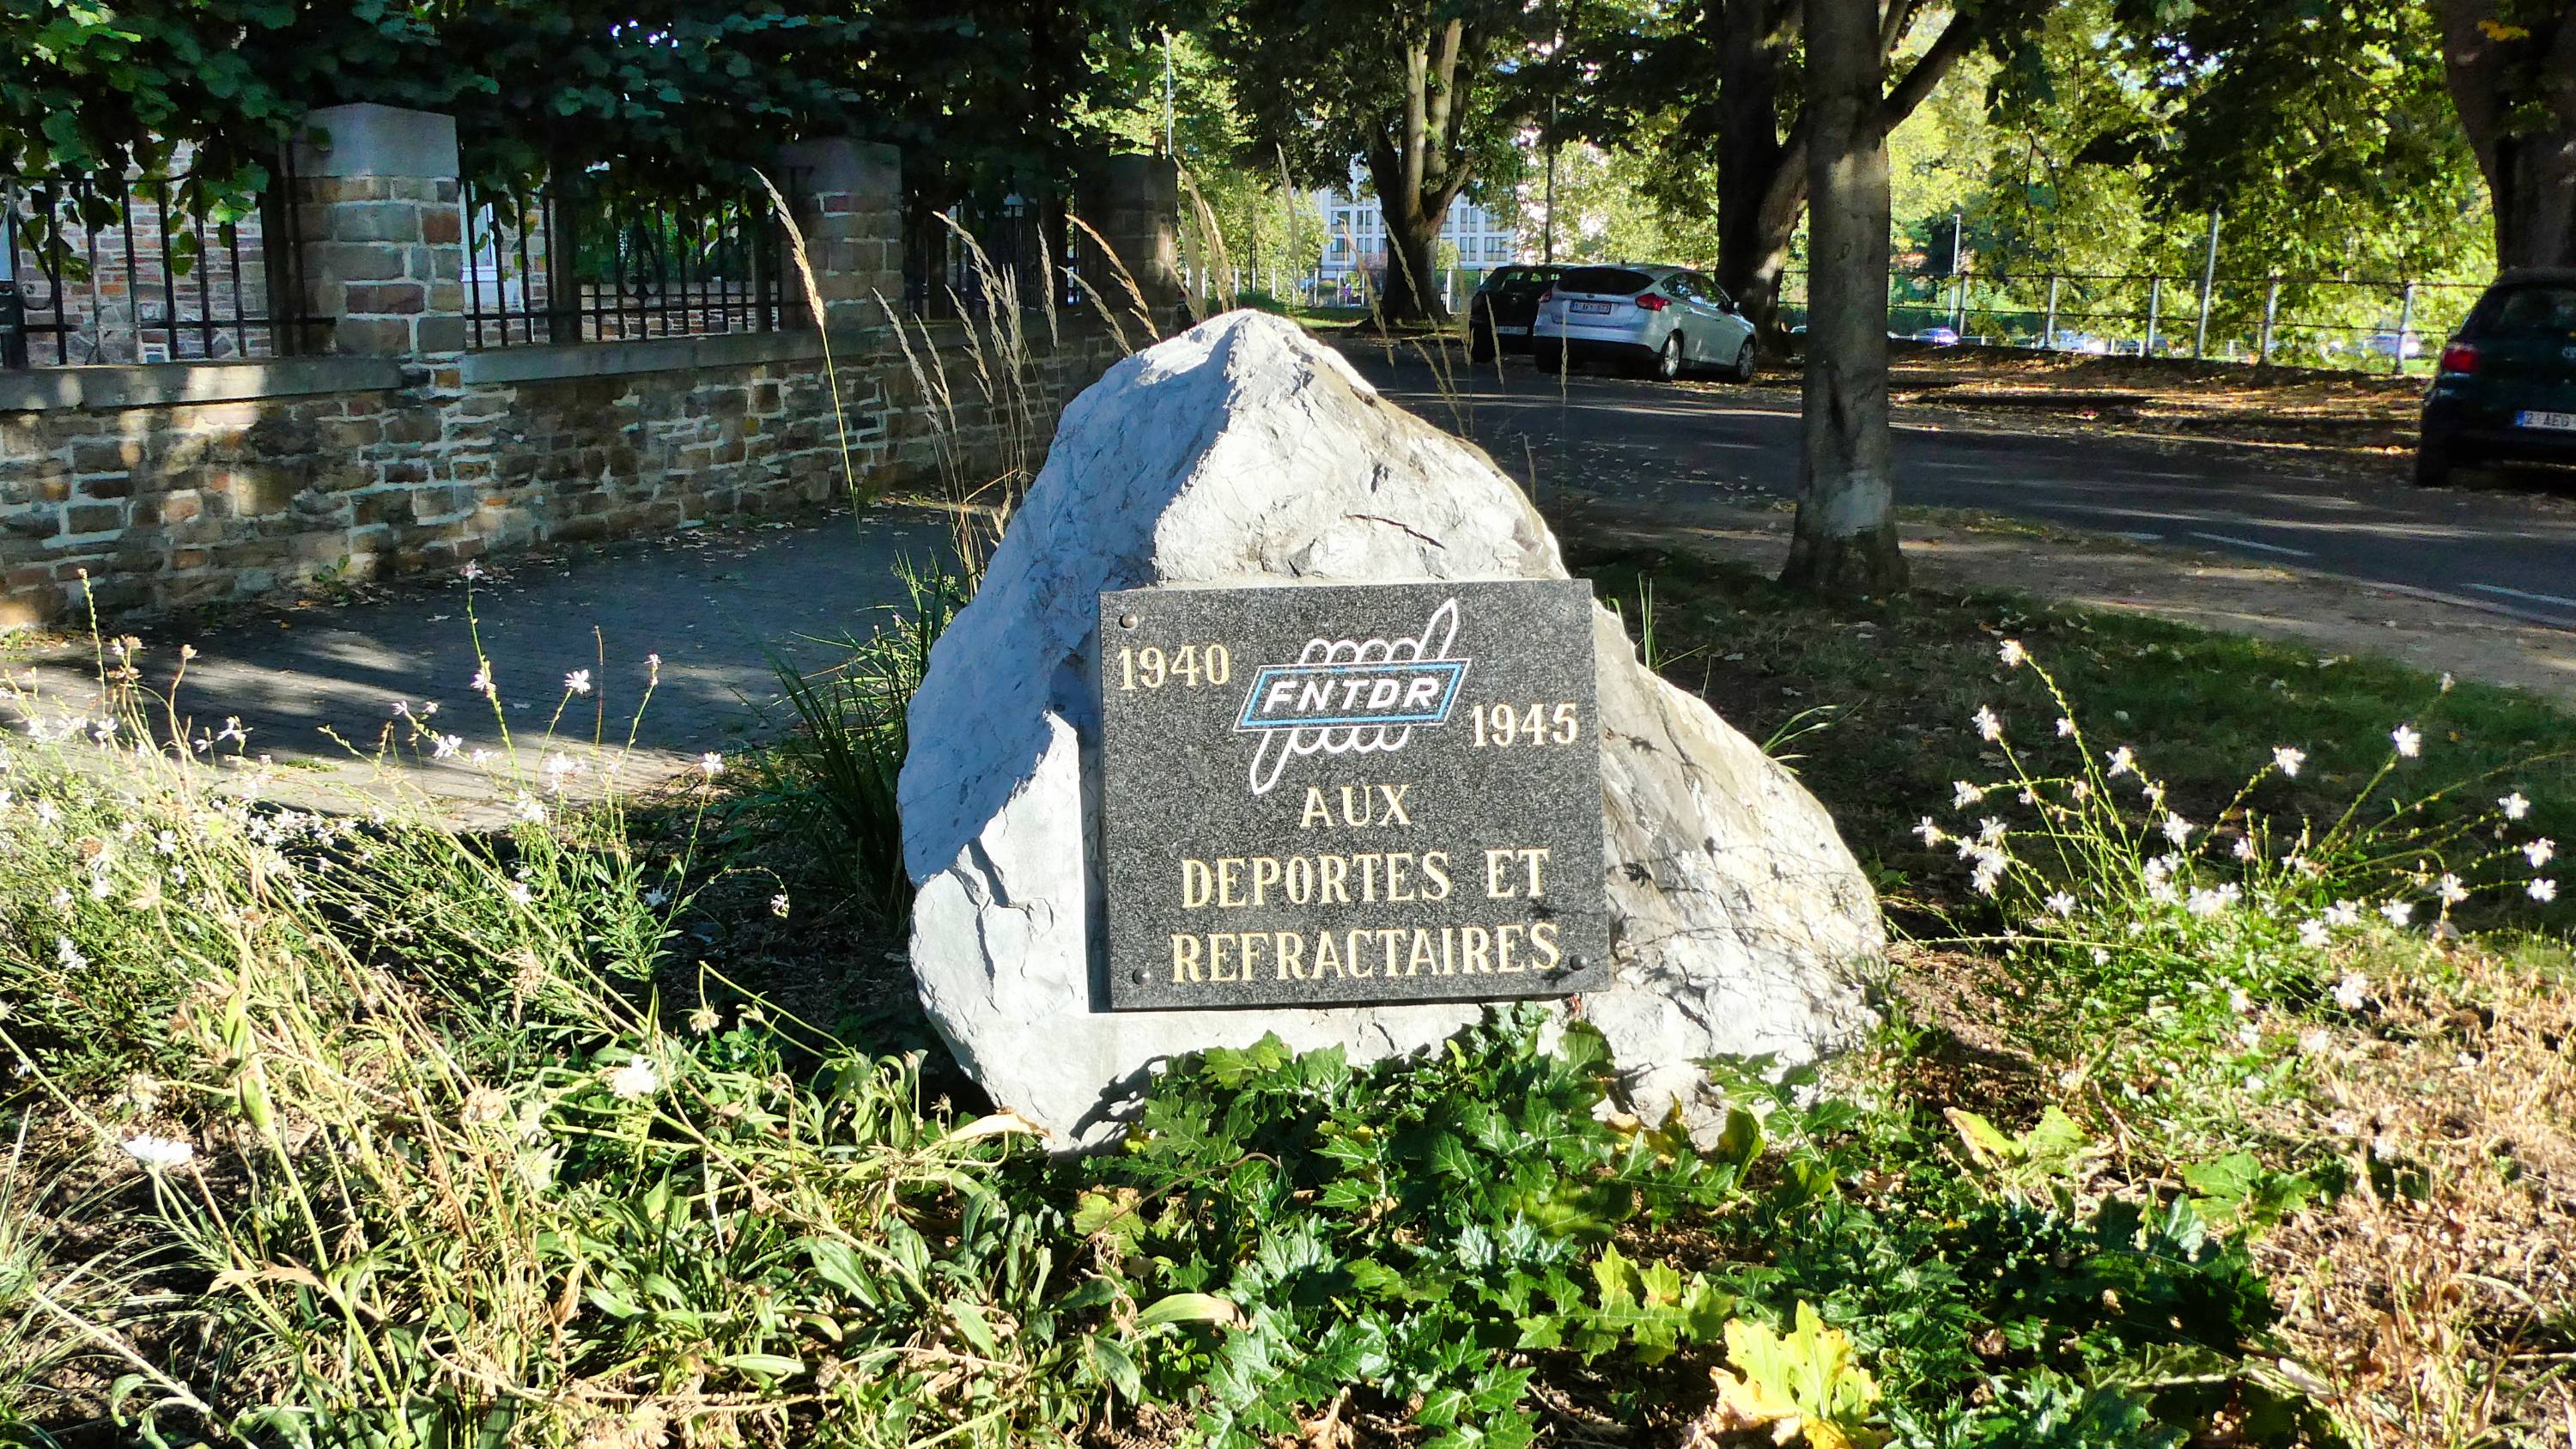 1940
FNTDR
1945
AUX
DEPORTES ET
REFRACTAIRES